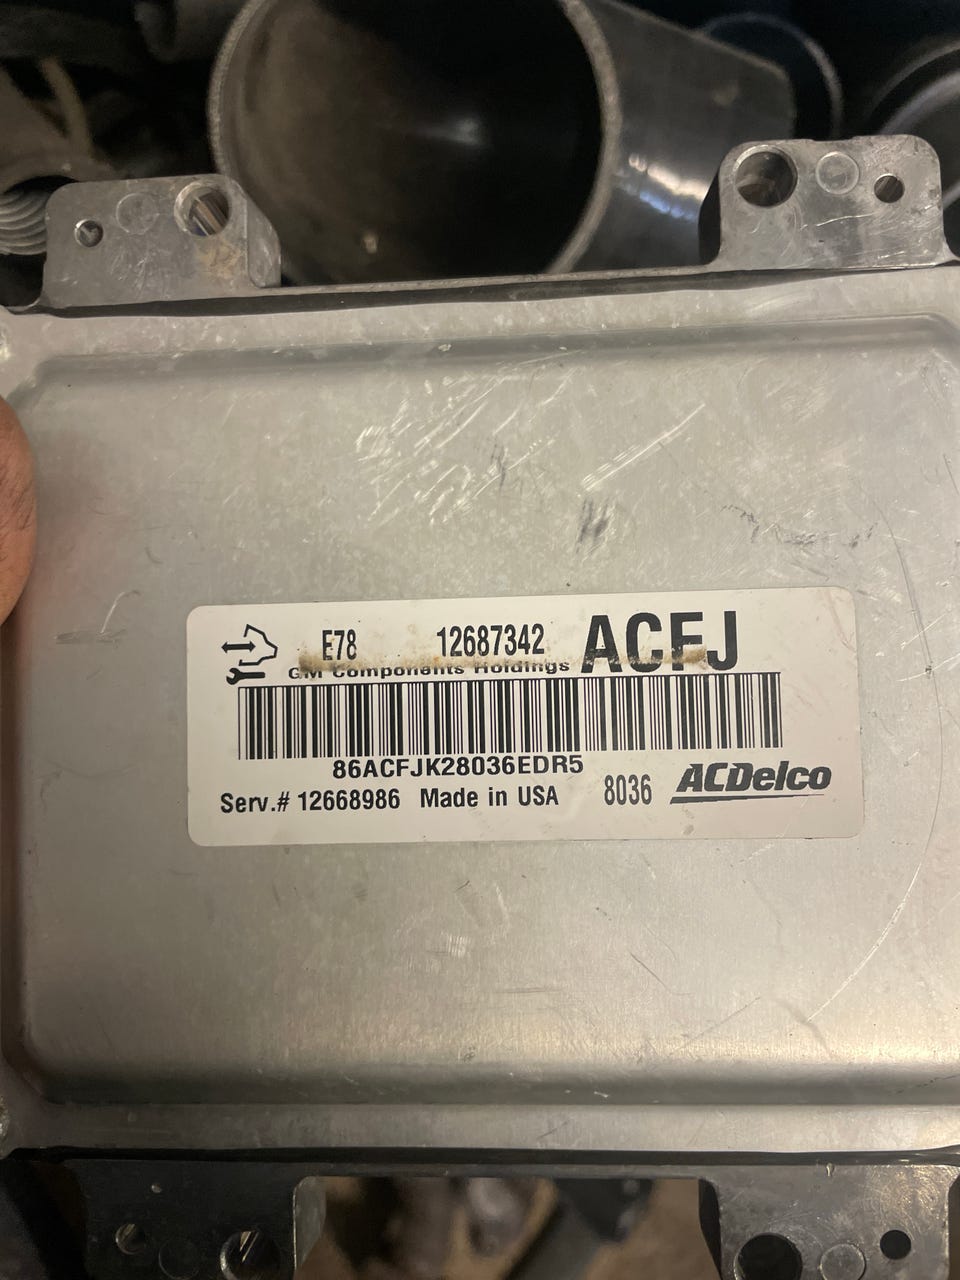 E78 12687342 ACFJ
GM Components Holdings
86ACFJK28036EDR5
Serv.# 12668986 Made in USA 8036 ACDelco